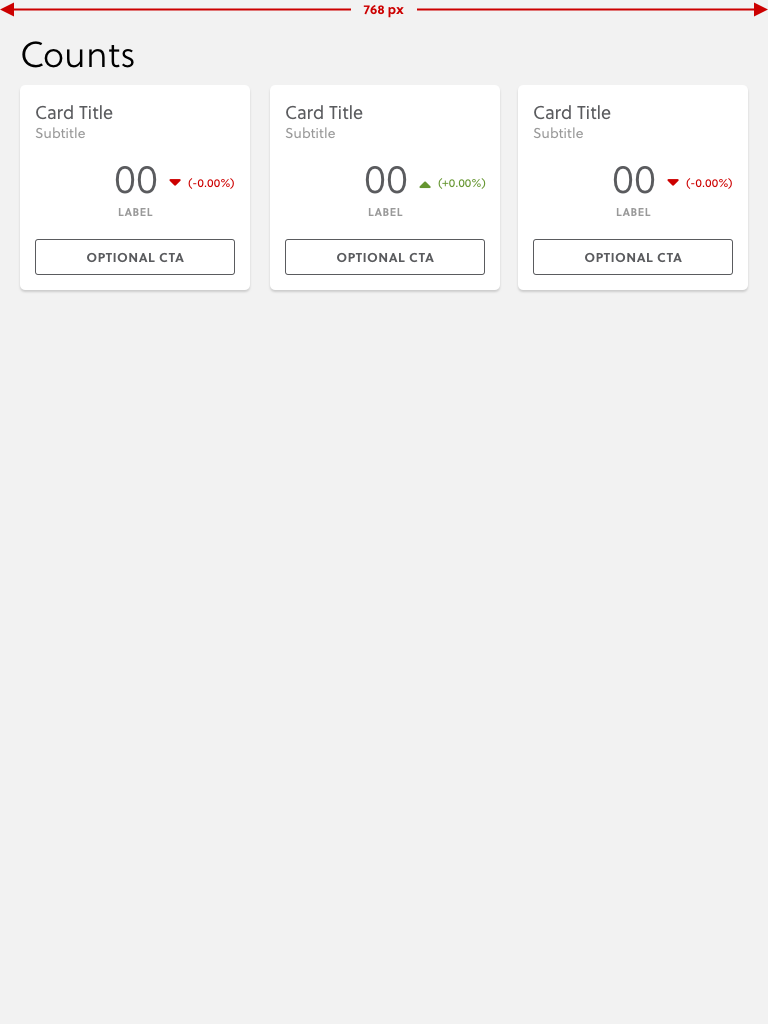 768 px
Counts
Card Title
Subtitle
00 (-0.00%)
LABEL
OPTIONAL CTA
Card Title
Subtitle
00 (+0.00%)
LABEL
OPTIONAL CTA
Card Title
Subtitle
00 (-0.00%)
LABEL
OPTIONAL CTA